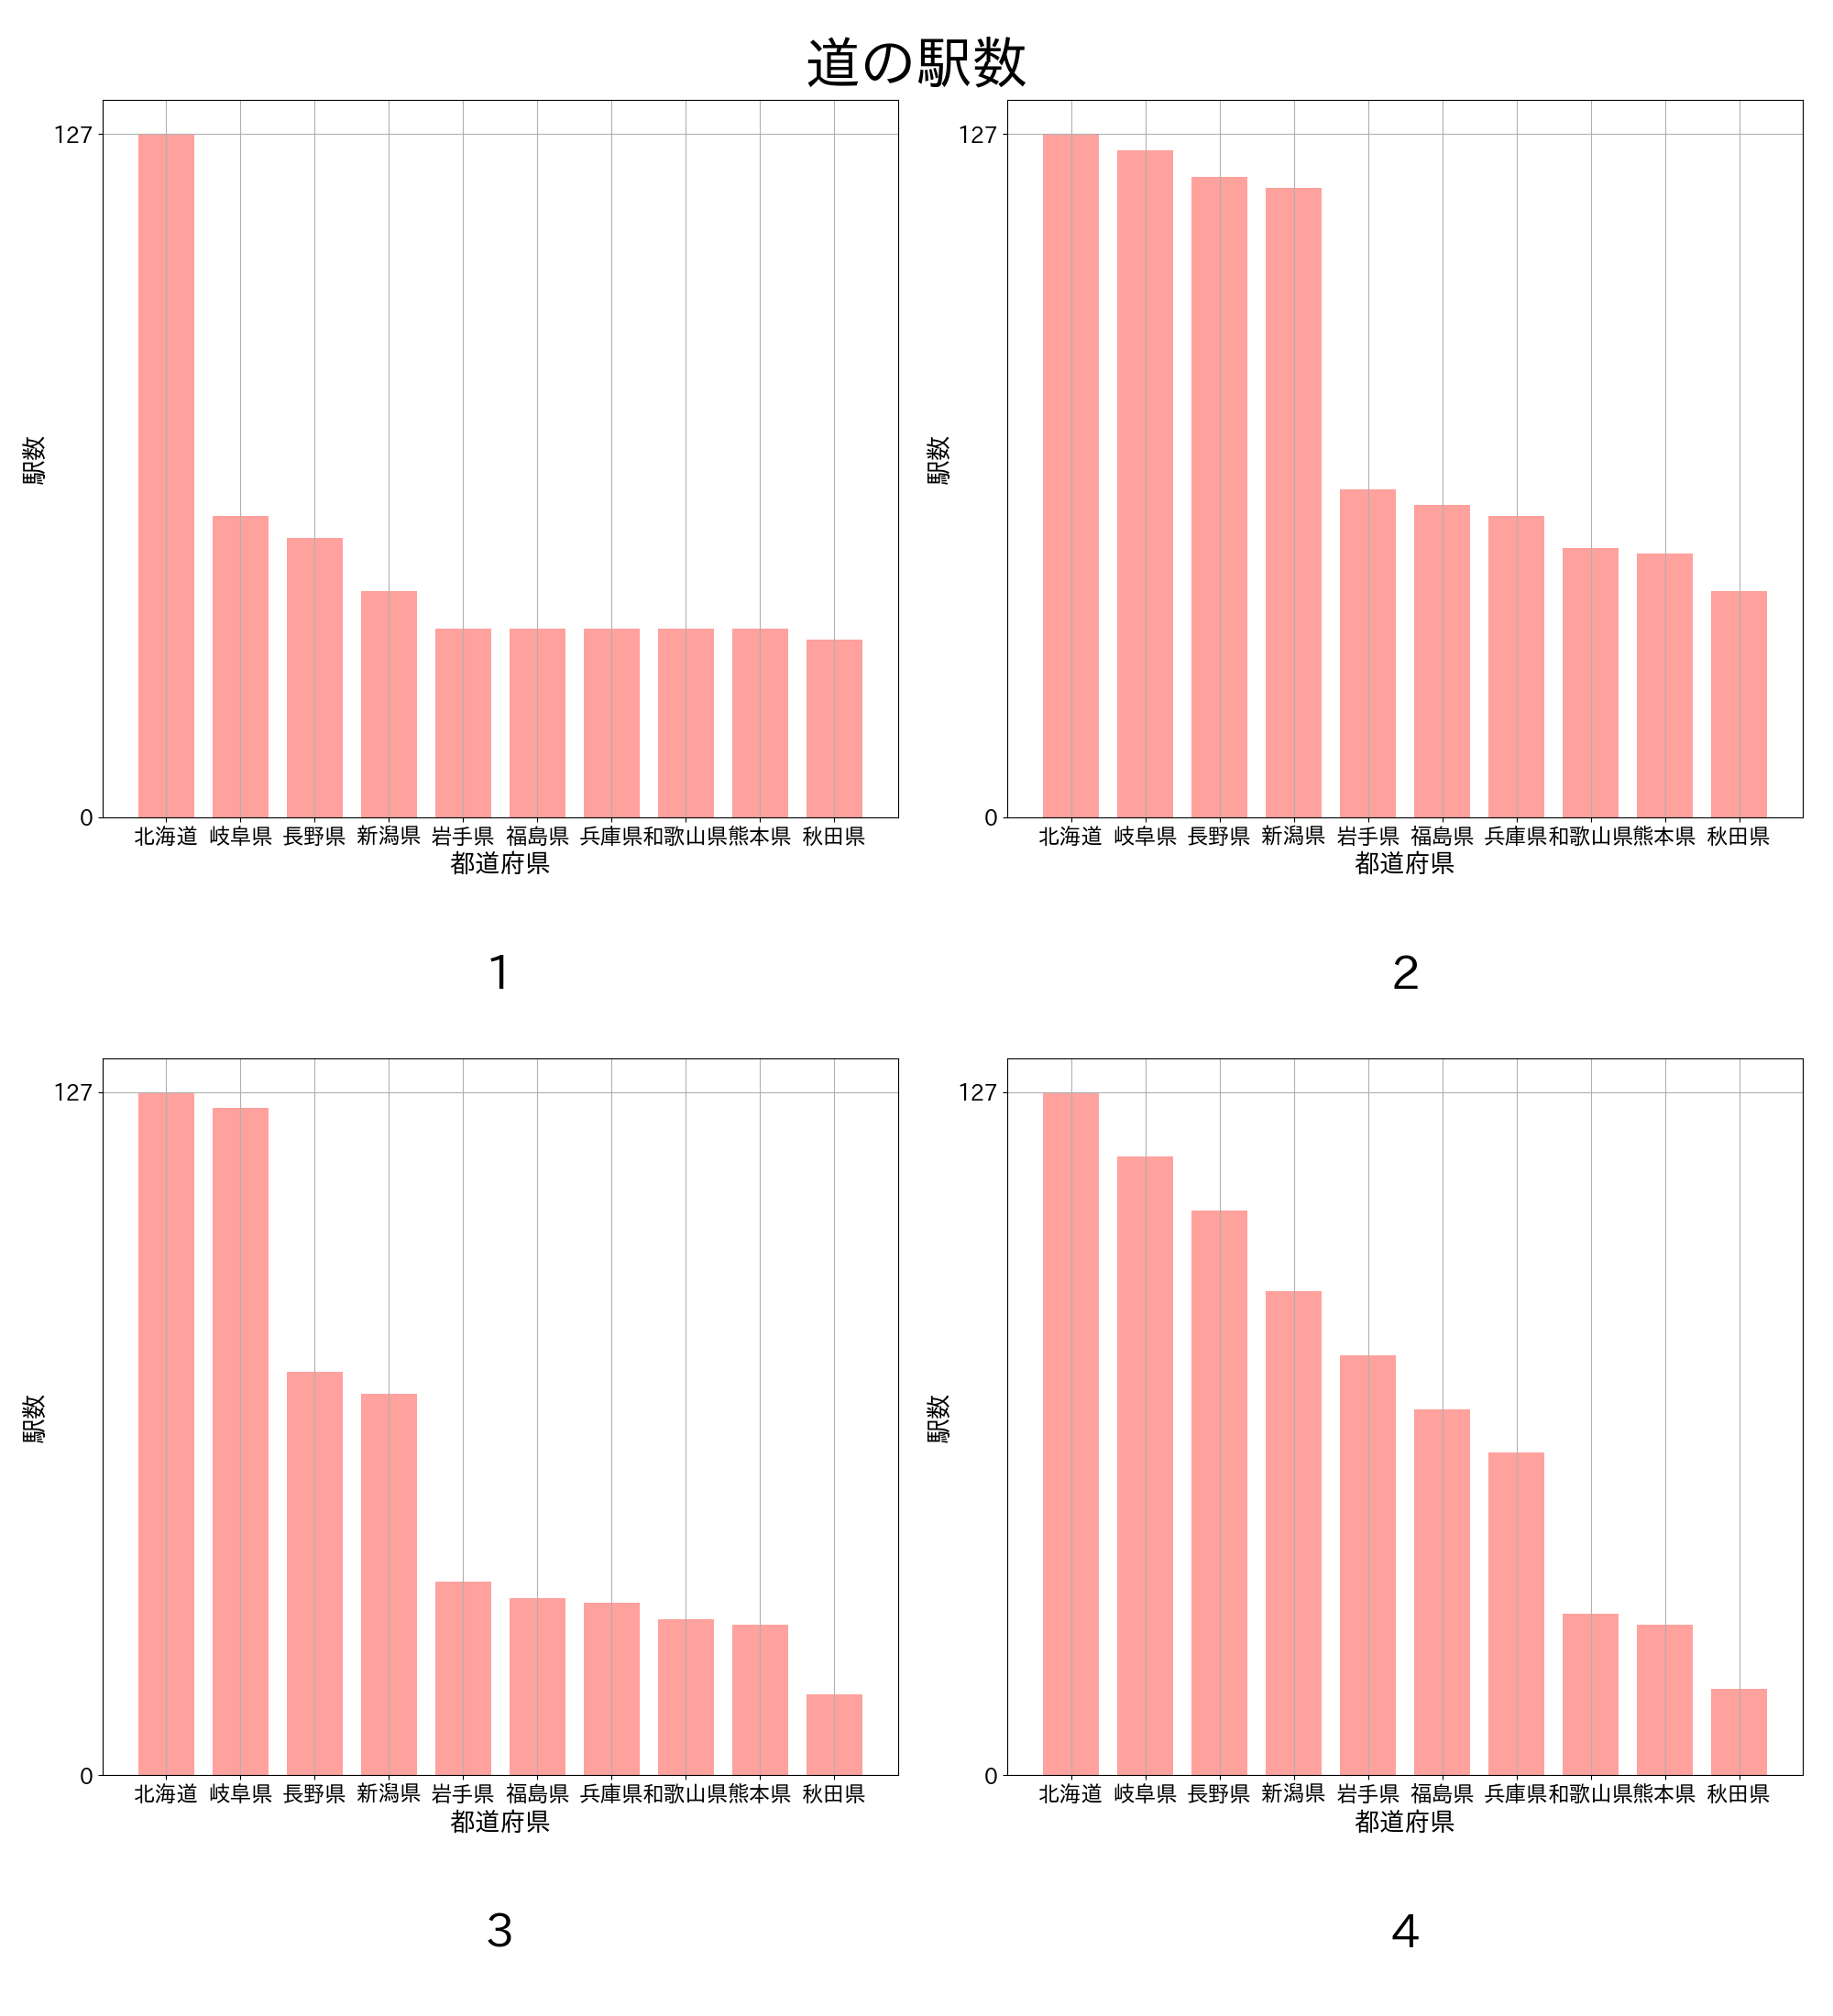 道の駅数
127
0
駅数
北海道 岐阜県 長野県 新潟県 岩手県 福島県 兵庫県 和歌山県 熊本県 秋田県
都道府県
1
127
0
駅数
北海道 岐阜県 長野県 新潟県 岩手県 福島県 兵庫県 和歌山県 熊本県 秋田県
都道府県
2
127
0
駅数
北海道 岐阜県 長野県 新潟県 岩手県 福島県 兵庫県 和歌山県 熊本県 秋田県
都道府県
3
127
0
駅数
北海道 岐阜県 長野県 新潟県 岩手県 福島県 兵庫県 和歌山県 熊本県 秋田県
都道府県
4